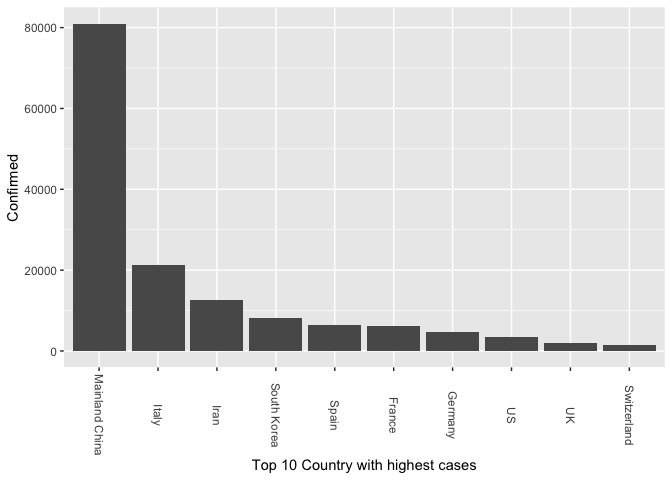 80000
60000
40000
20000
0
Confirmed
Mainland China
Italy
Iran
South Korea
Spain
France
Germany
US
UK
Switzerland
Top 10 Country with highest cases